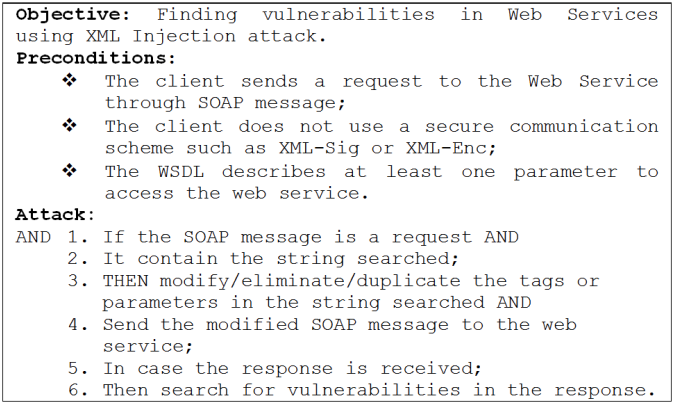 Objective: Finding vulnerabilities in Web Services
using XML Injection attack.
Preconditions:
❖ The client sends a request to the Web Service
through SOAP message;
❖ The client does not use a secure communication
scheme such as XML-Sig or XML-Enc;
❖ The WSDL describes at least one parameter to
access the web service.
Attack:
AND 1. If the SOAP message is a request AND
2. It contain the string searched;
3. THEN modify/eliminate/duplicate the tags or
parameters in the string searched AND
4. Send the modified SOAP message to the web
service;
5. In case the response is received;
6. Then search for vulnerabilities in the response.